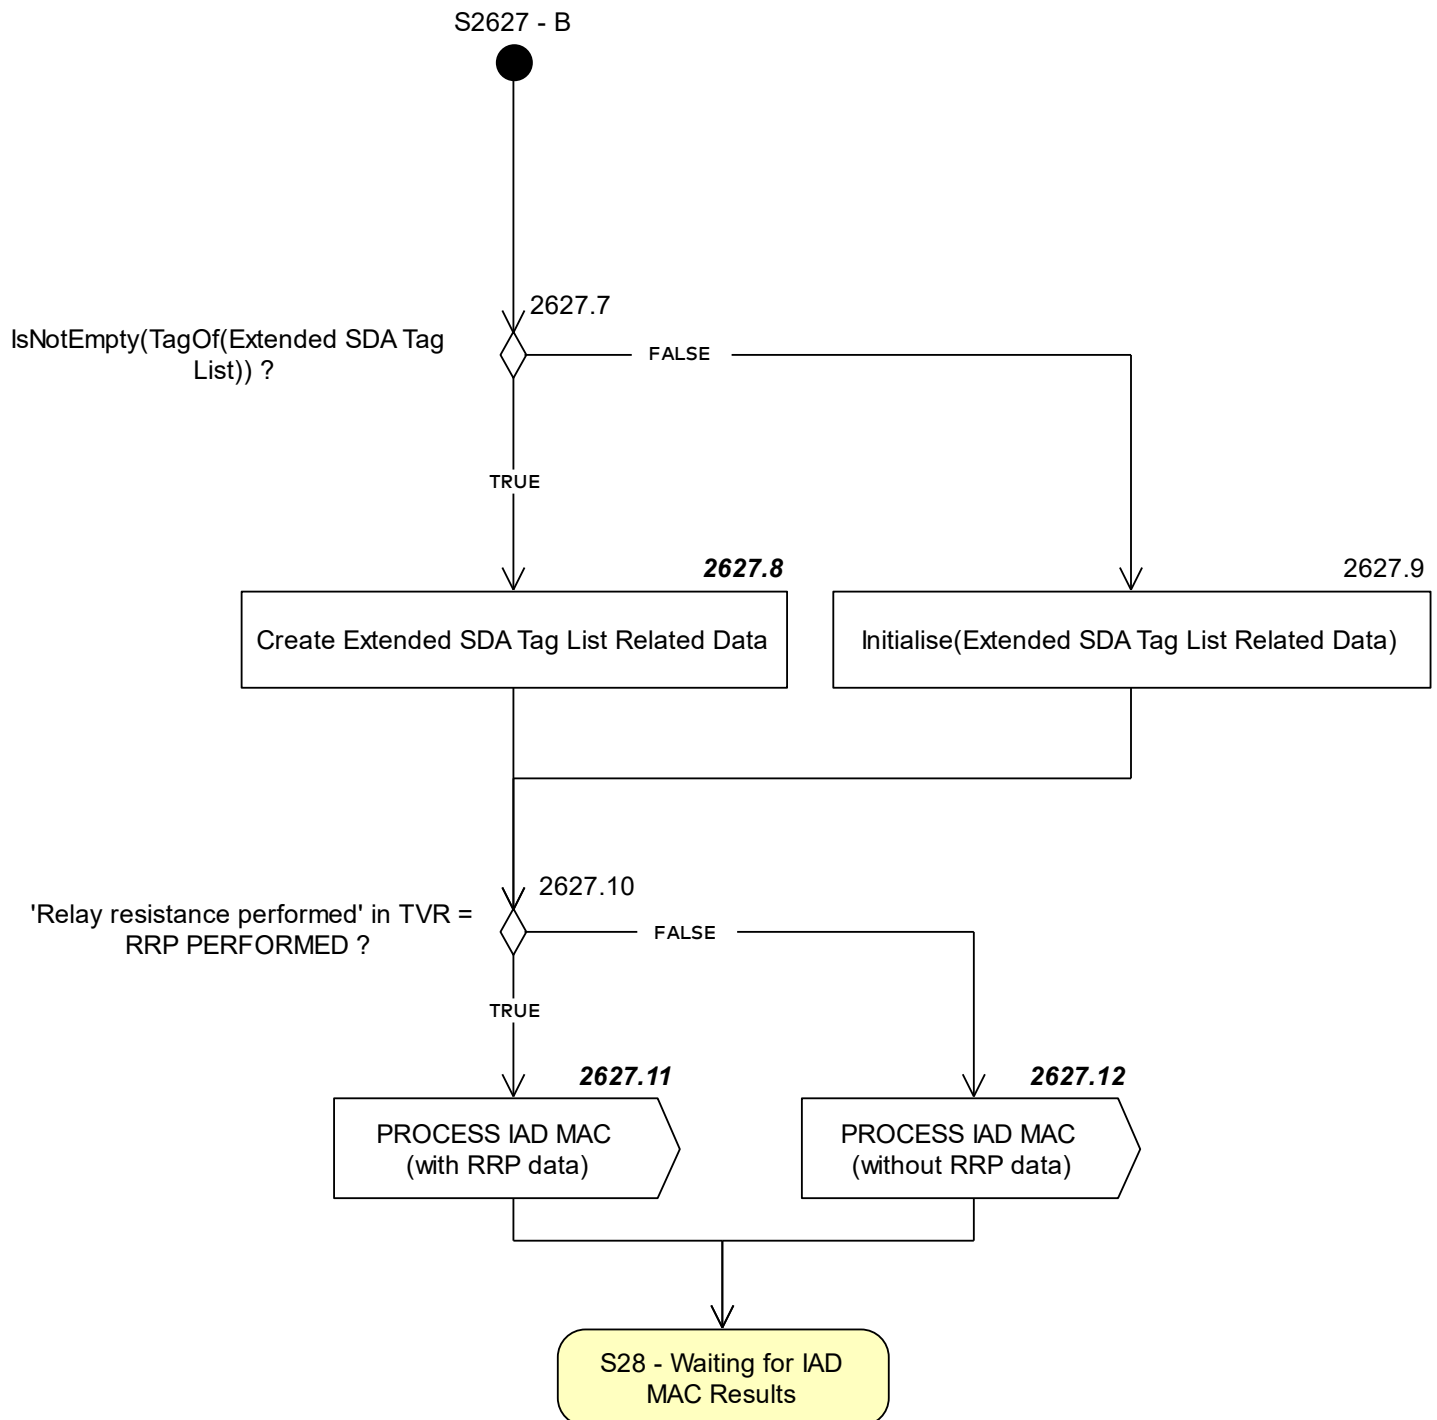 S2627 - B
2627.7
IsNotEmpty(TagOf(Extended SDA Tag
List)) ?
FALSE
TRUE
2627.8
2627.9
Create Extended SDA Tag List Related Data
Initialise(Extended SDA Tag List Related Data)
2627.10
'Relay resistance performed' in TVR =
RRP PERFORMED ?
FALSE
TRUE
2627.11
2627.12
PROCESS IAD MAC
(with RRP data)
PROCESS IAD MAC
(without RRP data)
S28 - Waiting for IAD
MAC Results